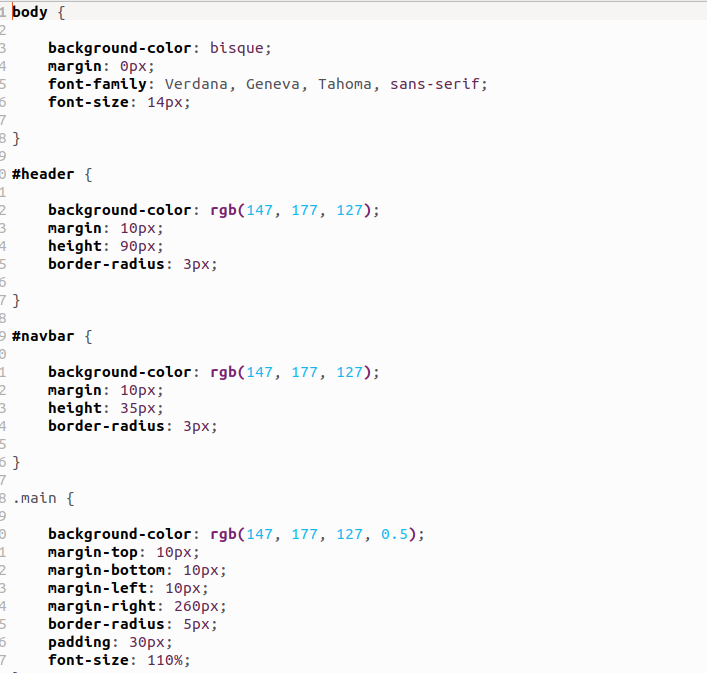 1 body {
2
3 background-color: bisque;
4 margin: 0px;
5 font-family: Verdana, Geneva, Tahoma, sans-serif;
6 font-size: 14px;
7
8 }
9
0 #header {
1
2 background-color: rgb(147, 177, 127);
3 margin: 10px;
4 height: 90px;
5 border-radius: 3px;
6
7 }
8
9 #navbar {
0
1 background-color: rgb(147, 177, 127);
2 margin: 10px;
3 height: 35px;
4 border-radius: 3px;
5
6 }
7
8 .main {
9
0 background-color: rgb(147, 177, 127, 0.5);
1 margin-top: 10px;
2 margin-bottom: 10px;
3 margin-left: 10px;
4 margin-right: 260px;
5 border-radius: 5px;
6 padding: 30px;
7 font-size: 110%;